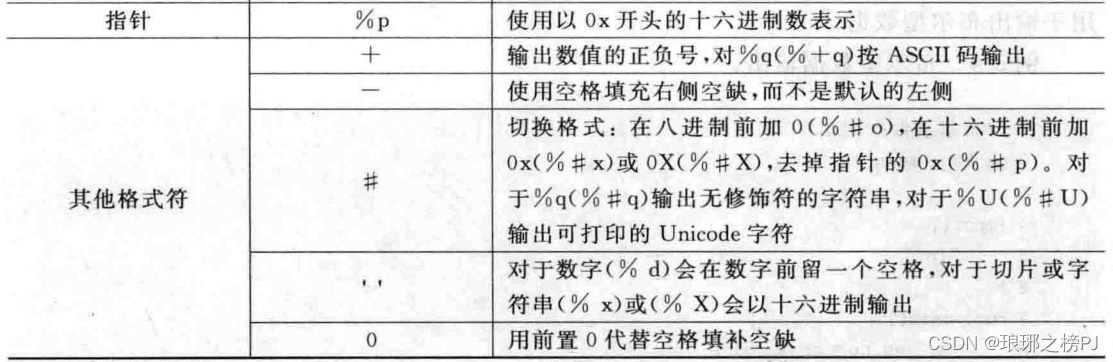 指针 %p 使用以 0x 开头的十六进制数表示
+ 输出数值的正负号,对%q(%+q)按 ASCII 码输出
- 使用空格填充右侧空缺,而不是默认的左侧
其他格式符
# 切换格式:在八进制前加 0(%#o),在十六进制前加
0x(%#x)或 0X(%#X),去掉指针的 0x(%#p)。对
于%q(%#q)输出无修饰符的字符串,对于%U(%#U)
输出可打印的 Unicode 字符
' ' 对于数字(% d)会在数字前留一个空格,对于切片或字
符串(% x)或(% X)会以十六进制输出
0 用前置 0 代替空格填补空缺
CSDN @琅琊之榜PJ